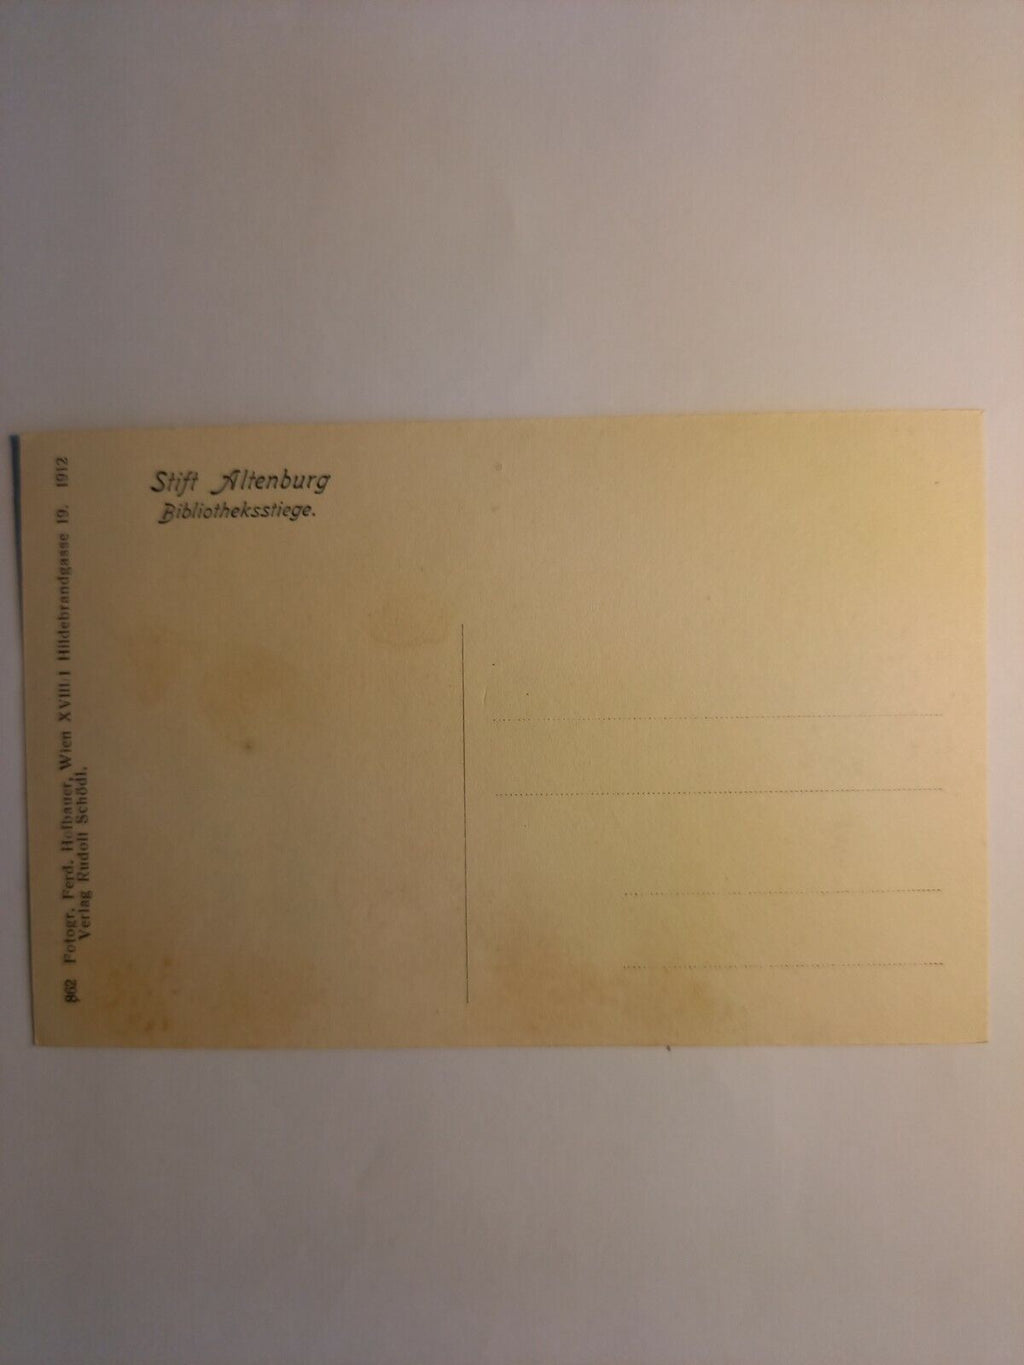 Stift Altenburg
Bibliotheksstiege.
862 Fotogr. Ferd. Hofbauer, Wien XVIII/1 Hildebrandgasse 19. 1912
Verlag Rudolf Schödl.